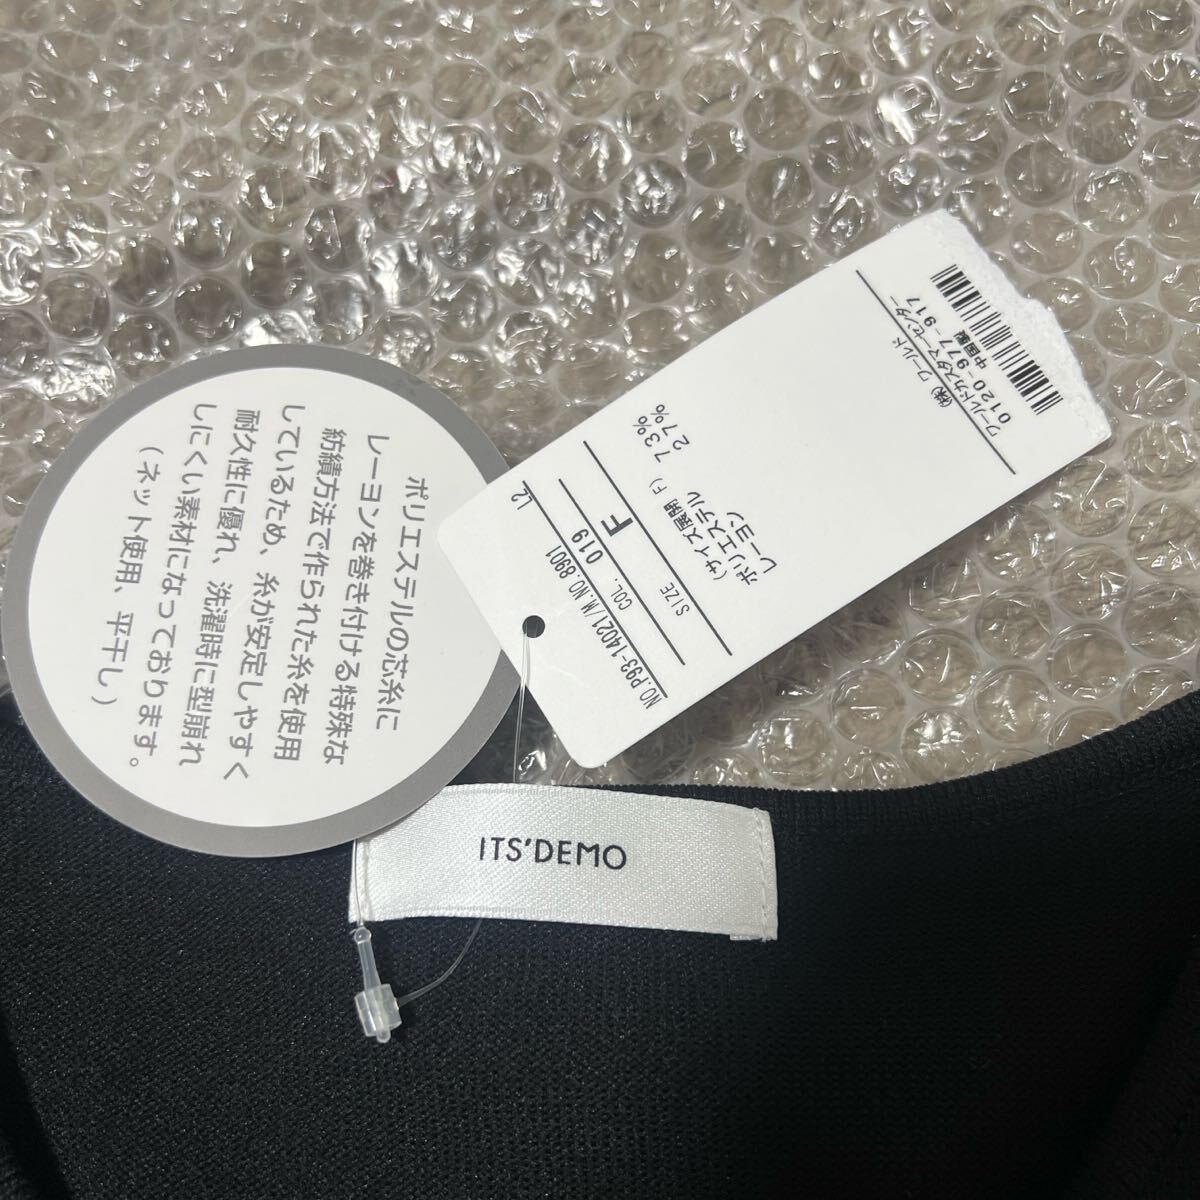 ポリエステルの芯糸に
レーヨンを巻き付ける特殊な
紡績方法で作られた糸を使用
しているため、糸が安定しやすく
耐久性に優れ、洗濯時に型崩れ
しにくい素材になっております。
（ネット使用、平干し）
NO.P93-14021/M.NO.8901 L2
COL. 019
SIZE F
(サイズ展開 F)
ポリエステル 73%
レーヨン 27%
(株) ワールド
ワールドカスタマーセンター
0120-977-917
中国製
ITS'DEMO